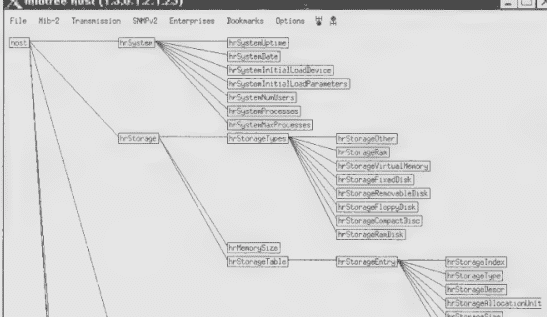 mibtree host (1.3.6.1.2.1.25)
File Mib-2 Transmission SNMPv2 Enterprises Bookmarks Options
host
hrSystem
hrSystemUptime
hrSystemDate
hrSystemInitialLoadDevice
hrSystemInitialLoadParameters
hrSystemNumUsers
hrSystemProcesses
hrSystemMaxProcesses
hrStorage
hrStorageTypes
hrStorageOther
hrStorageRam
hrStorageVirtualMemory
hrStorageFixedDisk
hrStorageRemovableDisk
hrStorageFloppyDisk
hrStorageCompactDisc
hrStorageRamDisk
hrMemorySize
hrStorageTable
hrStorageEntry
hrStorageIndex
hrStorageType
hrStorageDescr
hrStorageAllocationUnit
hrStorageSize